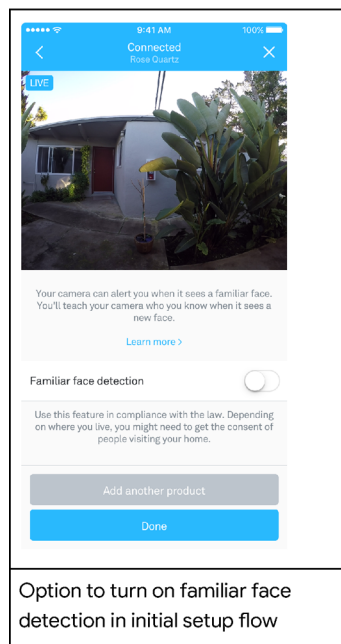 9:41 AM
100%
Connected
Rose Quartz
LIVE
Your camera can alert you when it sees a familiar face.
You'll teach your camera who you know when it sees a
new face.
Learn more >
Familiar face detection
Use this feature in compliance with the law. Depending
on where you live, you might need to get the consent of
people visiting your home.
Add another product
Done
Option to turn on familiar face
detection in initial setup flow